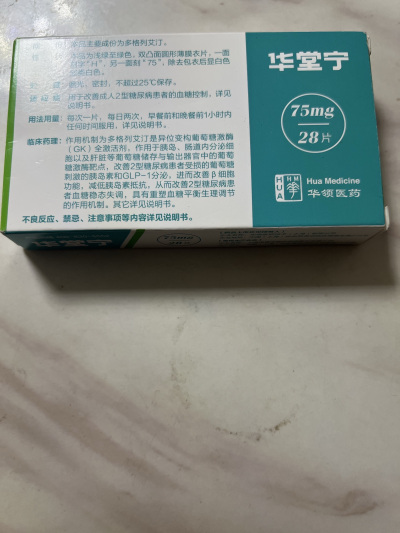 本品主要成份为多格列艾汀。
本品为浅绿至绿色，双凸面圆形薄膜衣片，一面
刻字"H"，另一面刻"75"，除去包衣后显白色
至类白色。
密封，不超过25℃保存。
用于改善成人2型糖尿病患者的血糖控制，详见
说明书。
用法用量：每次一片，每日两次，早餐前和晚餐前1小时内
任何时间服用，详见说明书。
临床药理：作用机制为多格列艾汀是异位变构葡萄糖激酶
（GK）全激活剂，作用于胰岛、肠道内分泌细
胞以及肝脏等葡萄糖储存与输出器官中的葡萄
糖激酶靶点，改善2型糖尿病患者受损的葡萄糖
刺激的胰岛素和GLP-1分泌，进而改善β细胞
功能，减低胰岛素抵抗，从而改善2型糖尿病患
者血糖稳态失调，具有重塑血糖平衡生理调节
的作用机制。其它详见说明书。
不良反应、禁忌、注意事项等内容详见说明书。
华堂宁
75mg
28片
HUA
HM
Hua Medicine
华领医药
75mg
28片